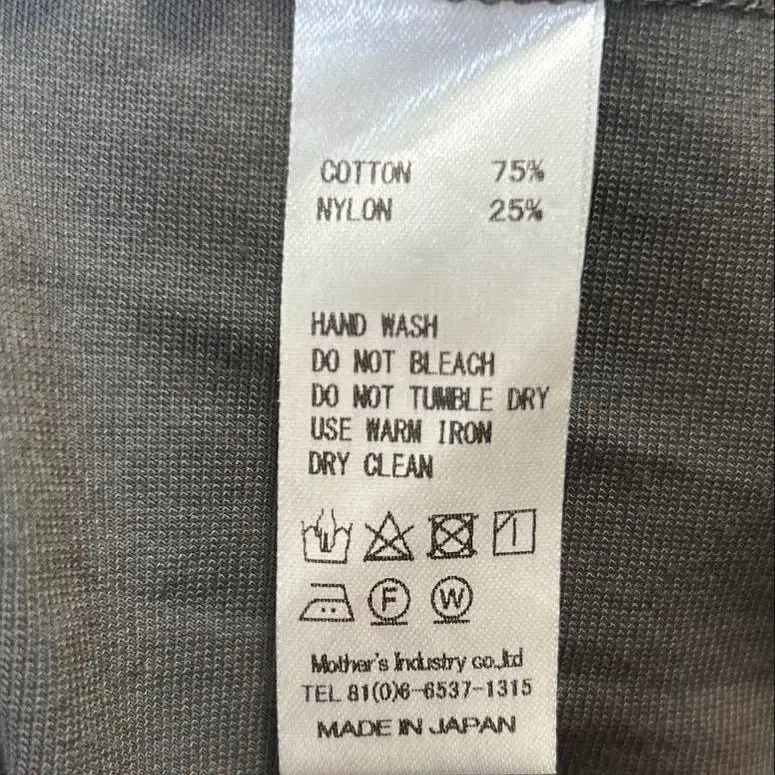 COTTON 75%
NYLON 25%
HAND WASH
DO NOT BLEACH
DO NOT TUMBLE DRY
USE WARM IRON
DRY CLEAN
F W
Mother's Industry co.,ltd
TEL 81(0)6-6537-1315
MADE IN JAPAN